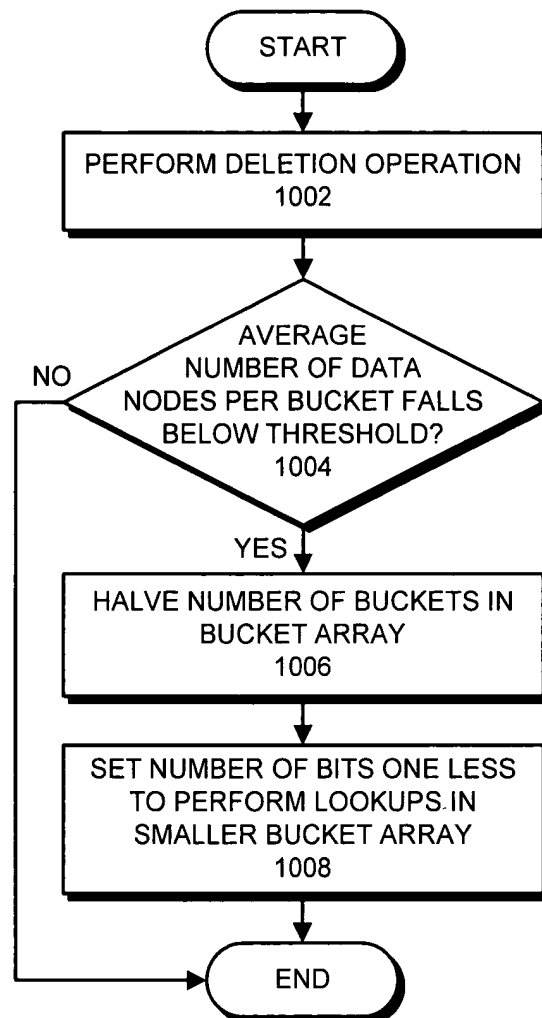 START
PERFORM DELETION OPERATION
1002
AVERAGE
NUMBER OF DATA
NODES PER BUCKET FALLS
BELOW THRESHOLD?
1004
NO
YES
HALVE NUMBER OF BUCKETS IN
BUCKET ARRAY
1006
SET NUMBER OF BITS ONE LESS
TO PERFORM LOOKUPS IN
SMALLER BUCKET ARRAY
1008
END